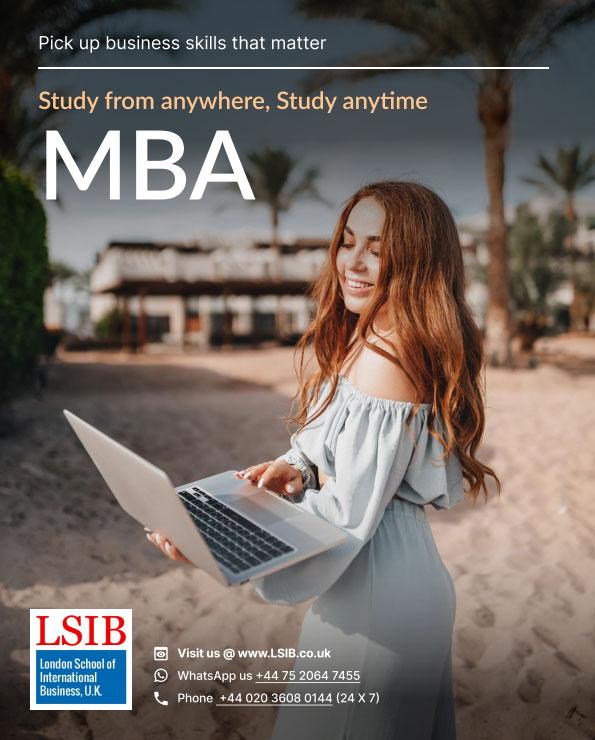 Pick up business skills that matter
Study from anywhere, Study anytime
MBA
LSIB
London School of
International
Business, U.K.
Visit us @ www.LSIB.co.uk
WhatsApp us +44 75 2064 7455
Phone +44 020 3608 0144 (24 X 7)